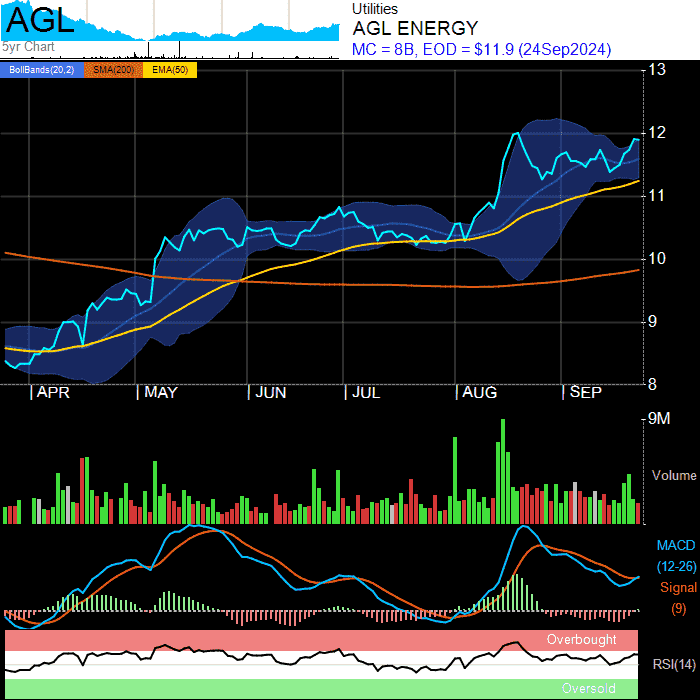 AGL
5yr Chart
Utilities
AGL ENERGY
MC = 8B, EOD = $11.9 (24Sep2024)
BollBands(20,2) SMA(200) EMA(50)
13
12
11
10
9
8
APR MAY JUN JUL AUG SEP
9M
Volume
MACD
(12-26)
Signal
(9)
Overbought
RSI(14)
Oversold